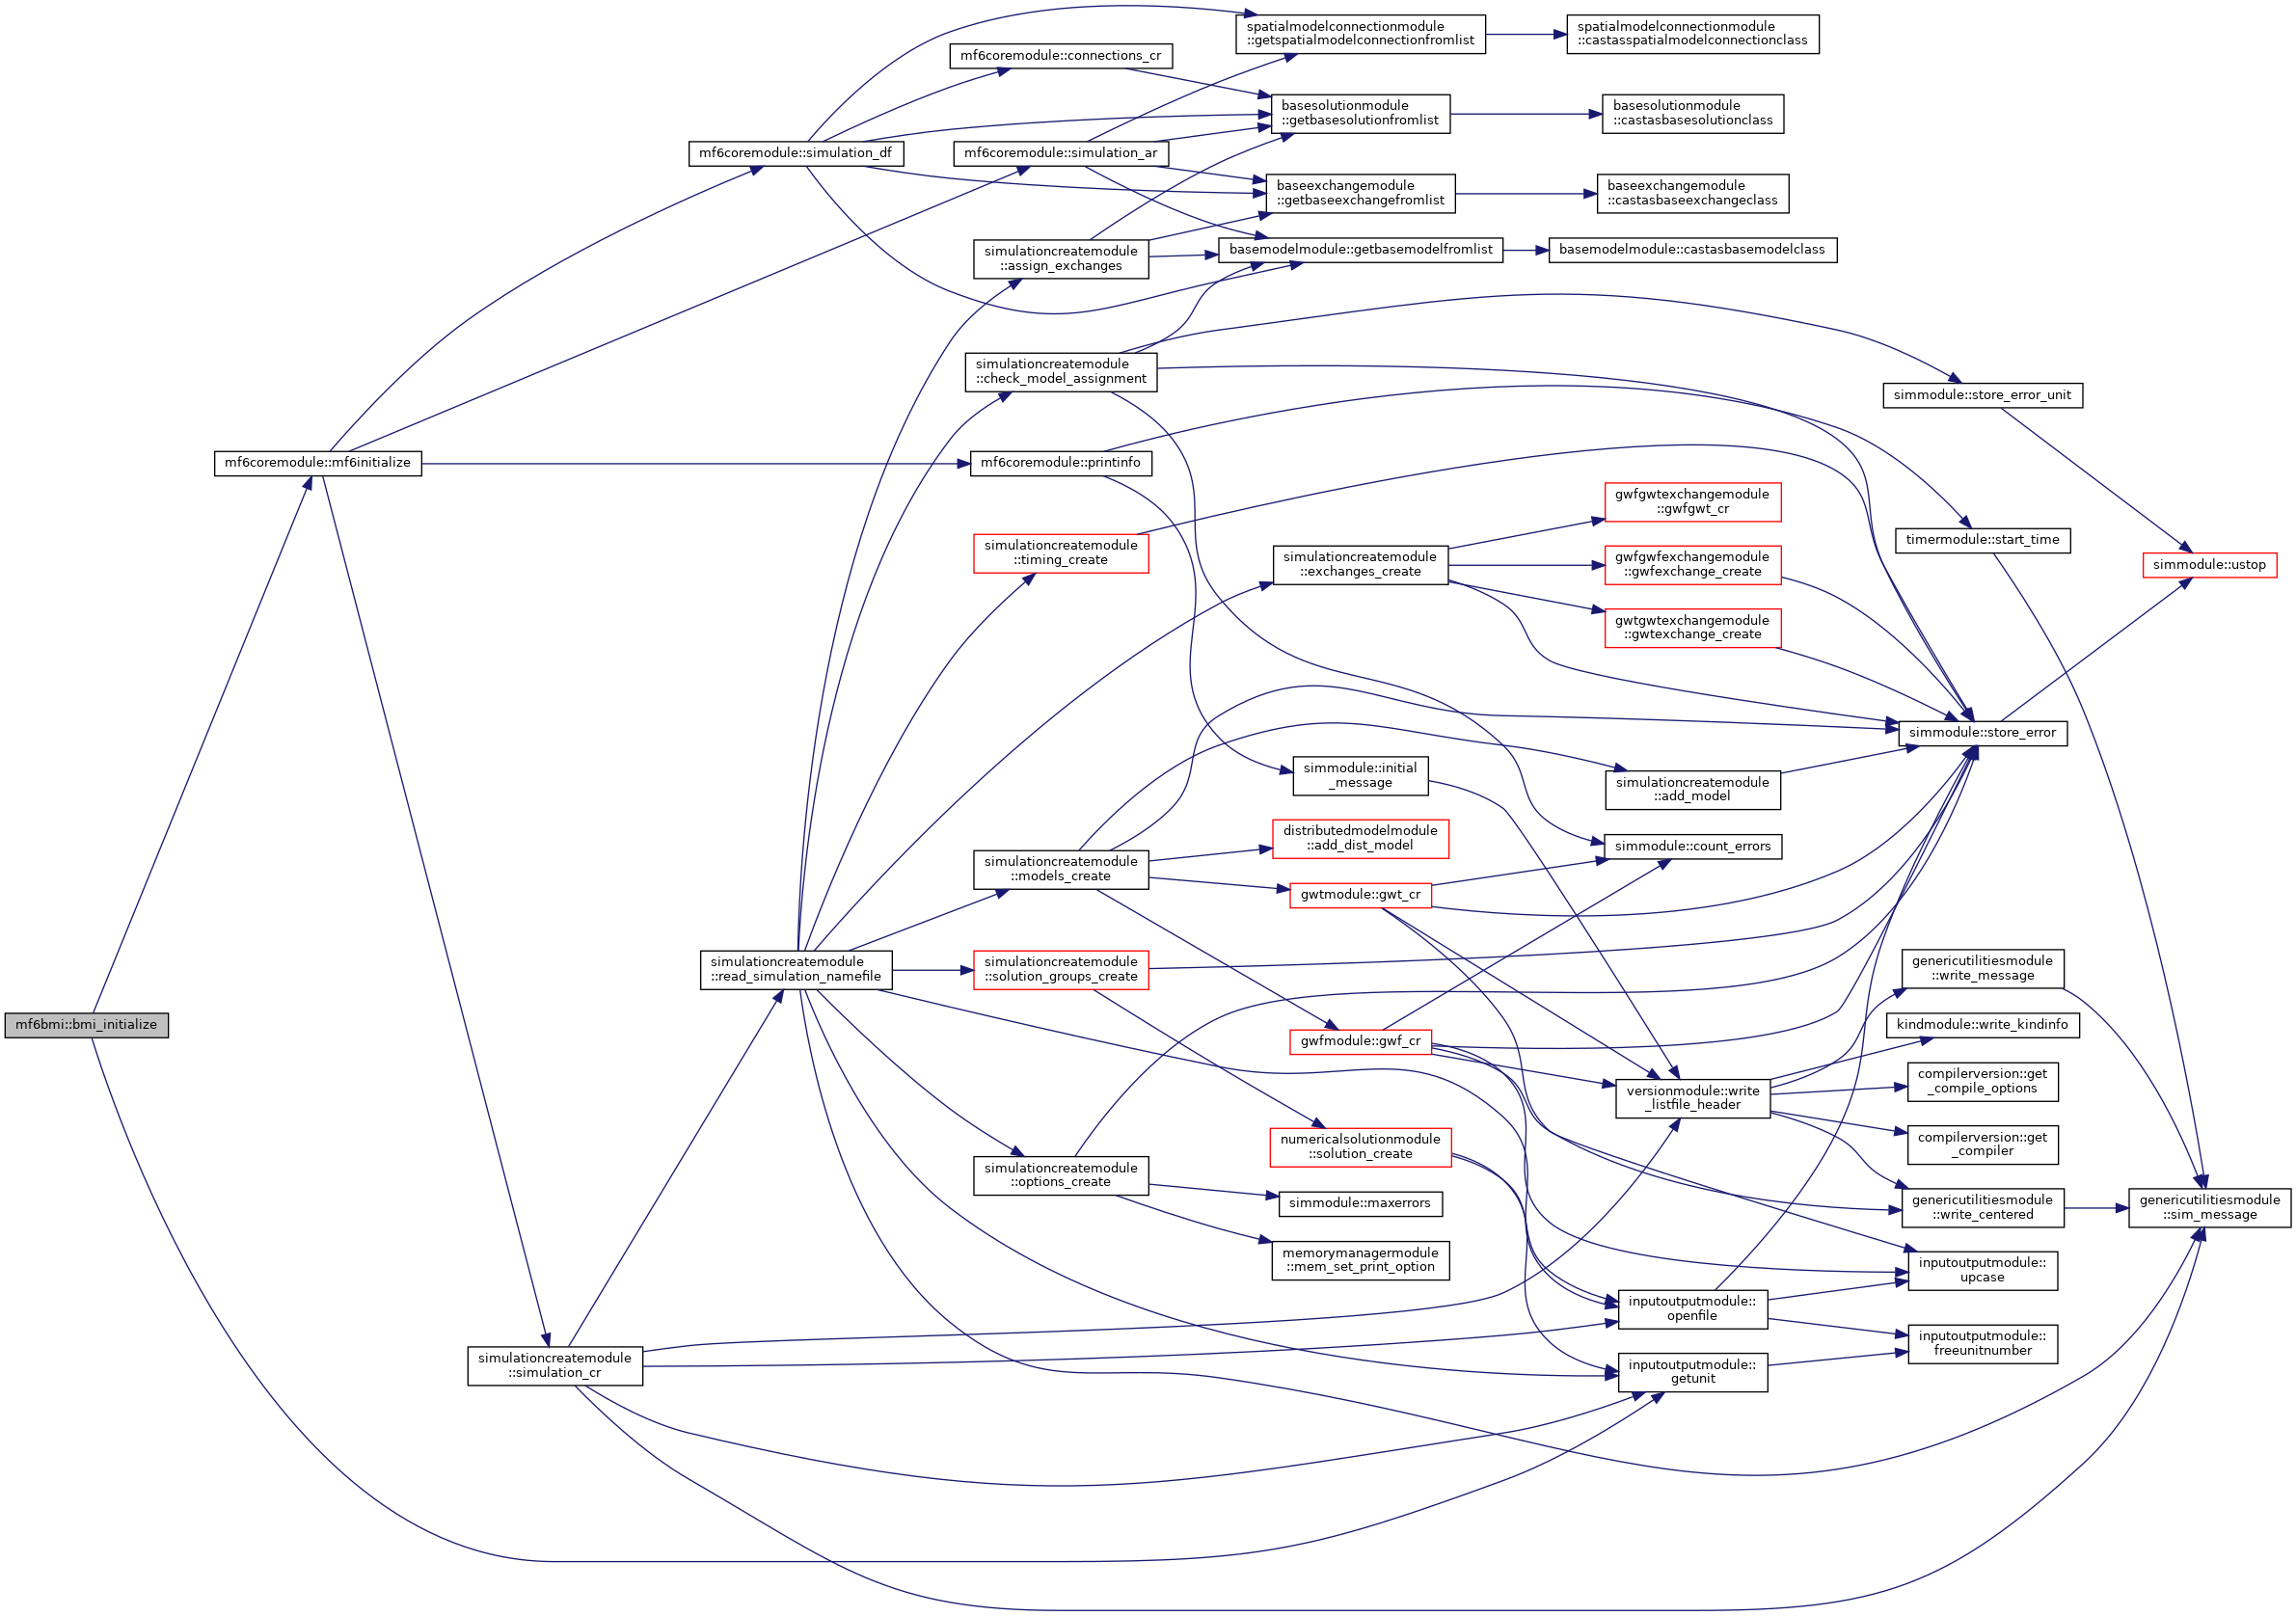 mf6bmi::bmi_initialize
mf6coremodule::mf6initialize
simulationcreatemodule
::simulation_cr
mf6coremodule::simulation_df
simulationcreatemodule
::read_simulation_namefile
mf6coremodule::connections_cr
mf6coremodule::simulation_ar
simulationcreatemodule
::assign_exchanges
simulationcreatemodule
::check_model_assignment
mf6coremodule::printinfo
simulationcreatemodule
::timing_create
simulationcreatemodule
::models_create
simulationcreatemodule
::solution_groups_create
simulationcreatemodule
::options_create
spatialmodelconnectionmodule
::getspatialmodelconnectionfromlist
basesolutionmodule
::getbasesolutionfromlist
baseexchangemodule
::getbaseexchangefromlist
basemodelmodule::getbasemodelfromlist
simulationcreatemodule
::exchanges_create
simmodule::initial
_message
distributedmodelmodule
::add_dist_model
gwtmodule::gwt_cr
gwfmodule::gwf_cr
numericalsolutionmodule
::solution_create
simmodule::maxerrors
memorymanagermodule
::mem_set_print_option
spatialmodelconnectionmodule
::castasspatialmodelconnectionclass
basesolutionmodule
::castasbasesolutionclass
baseexchangemodule
::castasbaseexchangeclass
basemodelmodule::castasbasemodelclass
gwfgwtexchangemodule
::gwfgwt_cr
gwfgwfexchangemodule
::gwfexchange_create
gwtgwtexchangemodule
::gwtexchange_create
simulationcreatemodule
::add_model
simmodule::count_errors
versionmodule::write
_listfile_header
inputoutputmodule::
openfile
inputoutputmodule::
getunit
simmodule::store_error_unit
timermodule::start_time
simmodule::store_error
genericutilitiesmodule
::write_message
kindmodule::write_kindinfo
compilerversion::get
_compile_options
compilerversion::get
_compiler
genericutilitiesmodule
::write_centered
inputoutputmodule::
upcase
inputoutputmodule::
freeunitnumber
simmodule::ustop
genericutilitiesmodule
::sim_message